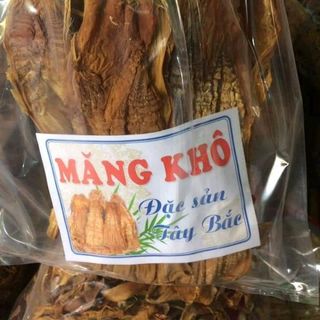 MĂNG KHÔ
Đặc sản
Tây Bắc